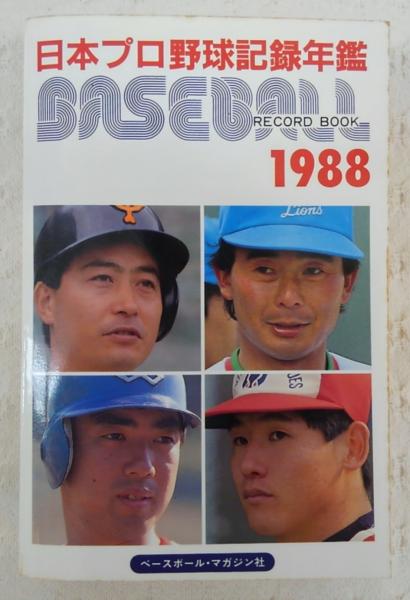 日本プロ野球記録年鑑
BASEBALL
RECORD BOOK
1988
Lions
ベースボール・マガジン社